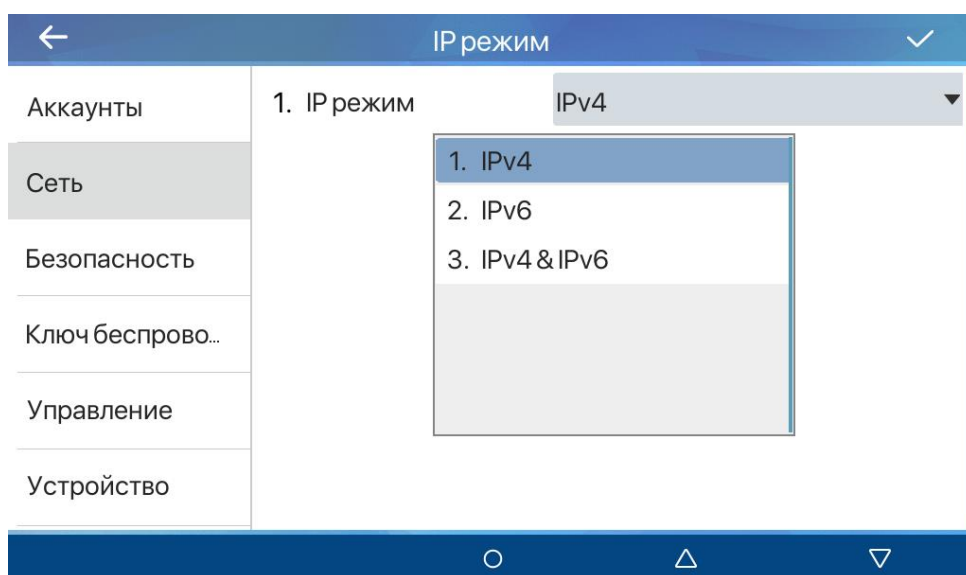 IP режим
Аккаунты
Сеть
Безопасность
Ключ беспрово...
Управление
Устройство
1. IP режим IPv4
1. IPv4
2. IPv6
3. IPv4 & IPv6